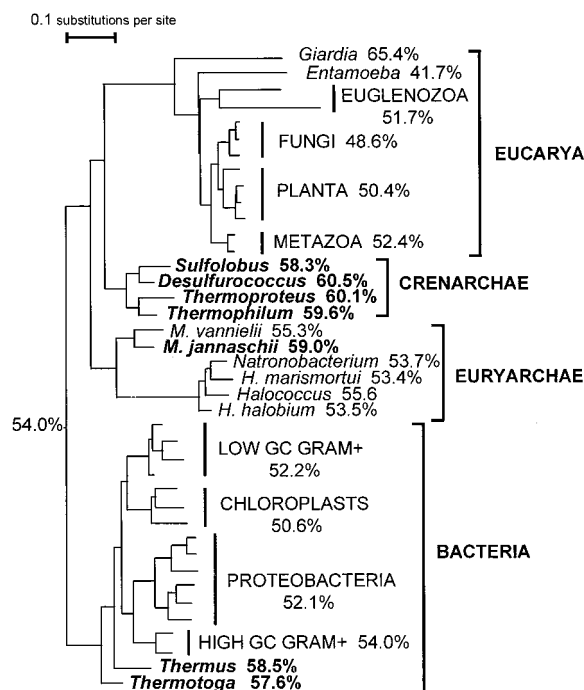 0.1 substitutions per site
Giardia 65.4%
Entamoeba 41.7%
EUGLENOZOA
51.7%
FUNGI 48.6%
EUCARYA
PLANTA 50.4%
METAZOA 52.4%
Sulfolobus 58.3%
Desulfurococcus 60.5%
CRENARCHAE
Thermoproteus 60.1%
Thermophilum 59.6%
M. vannielii 55.3%
M. jannaschii 59.0%
Natronobacterium 53.7%
H. marismortui 53.4%
EURYARCHAE
Halococcus 55.6
H. halobium 53.5%
54.0%
LOW GC GRAM+
52.2%
CHLOROPLASTS
50.6%
BACTERIA
PROTEOBACTERIA
52.1%
HIGH GC GRAM+ 54.0%
Thermus 58.5%
Thermotoga 57.6%